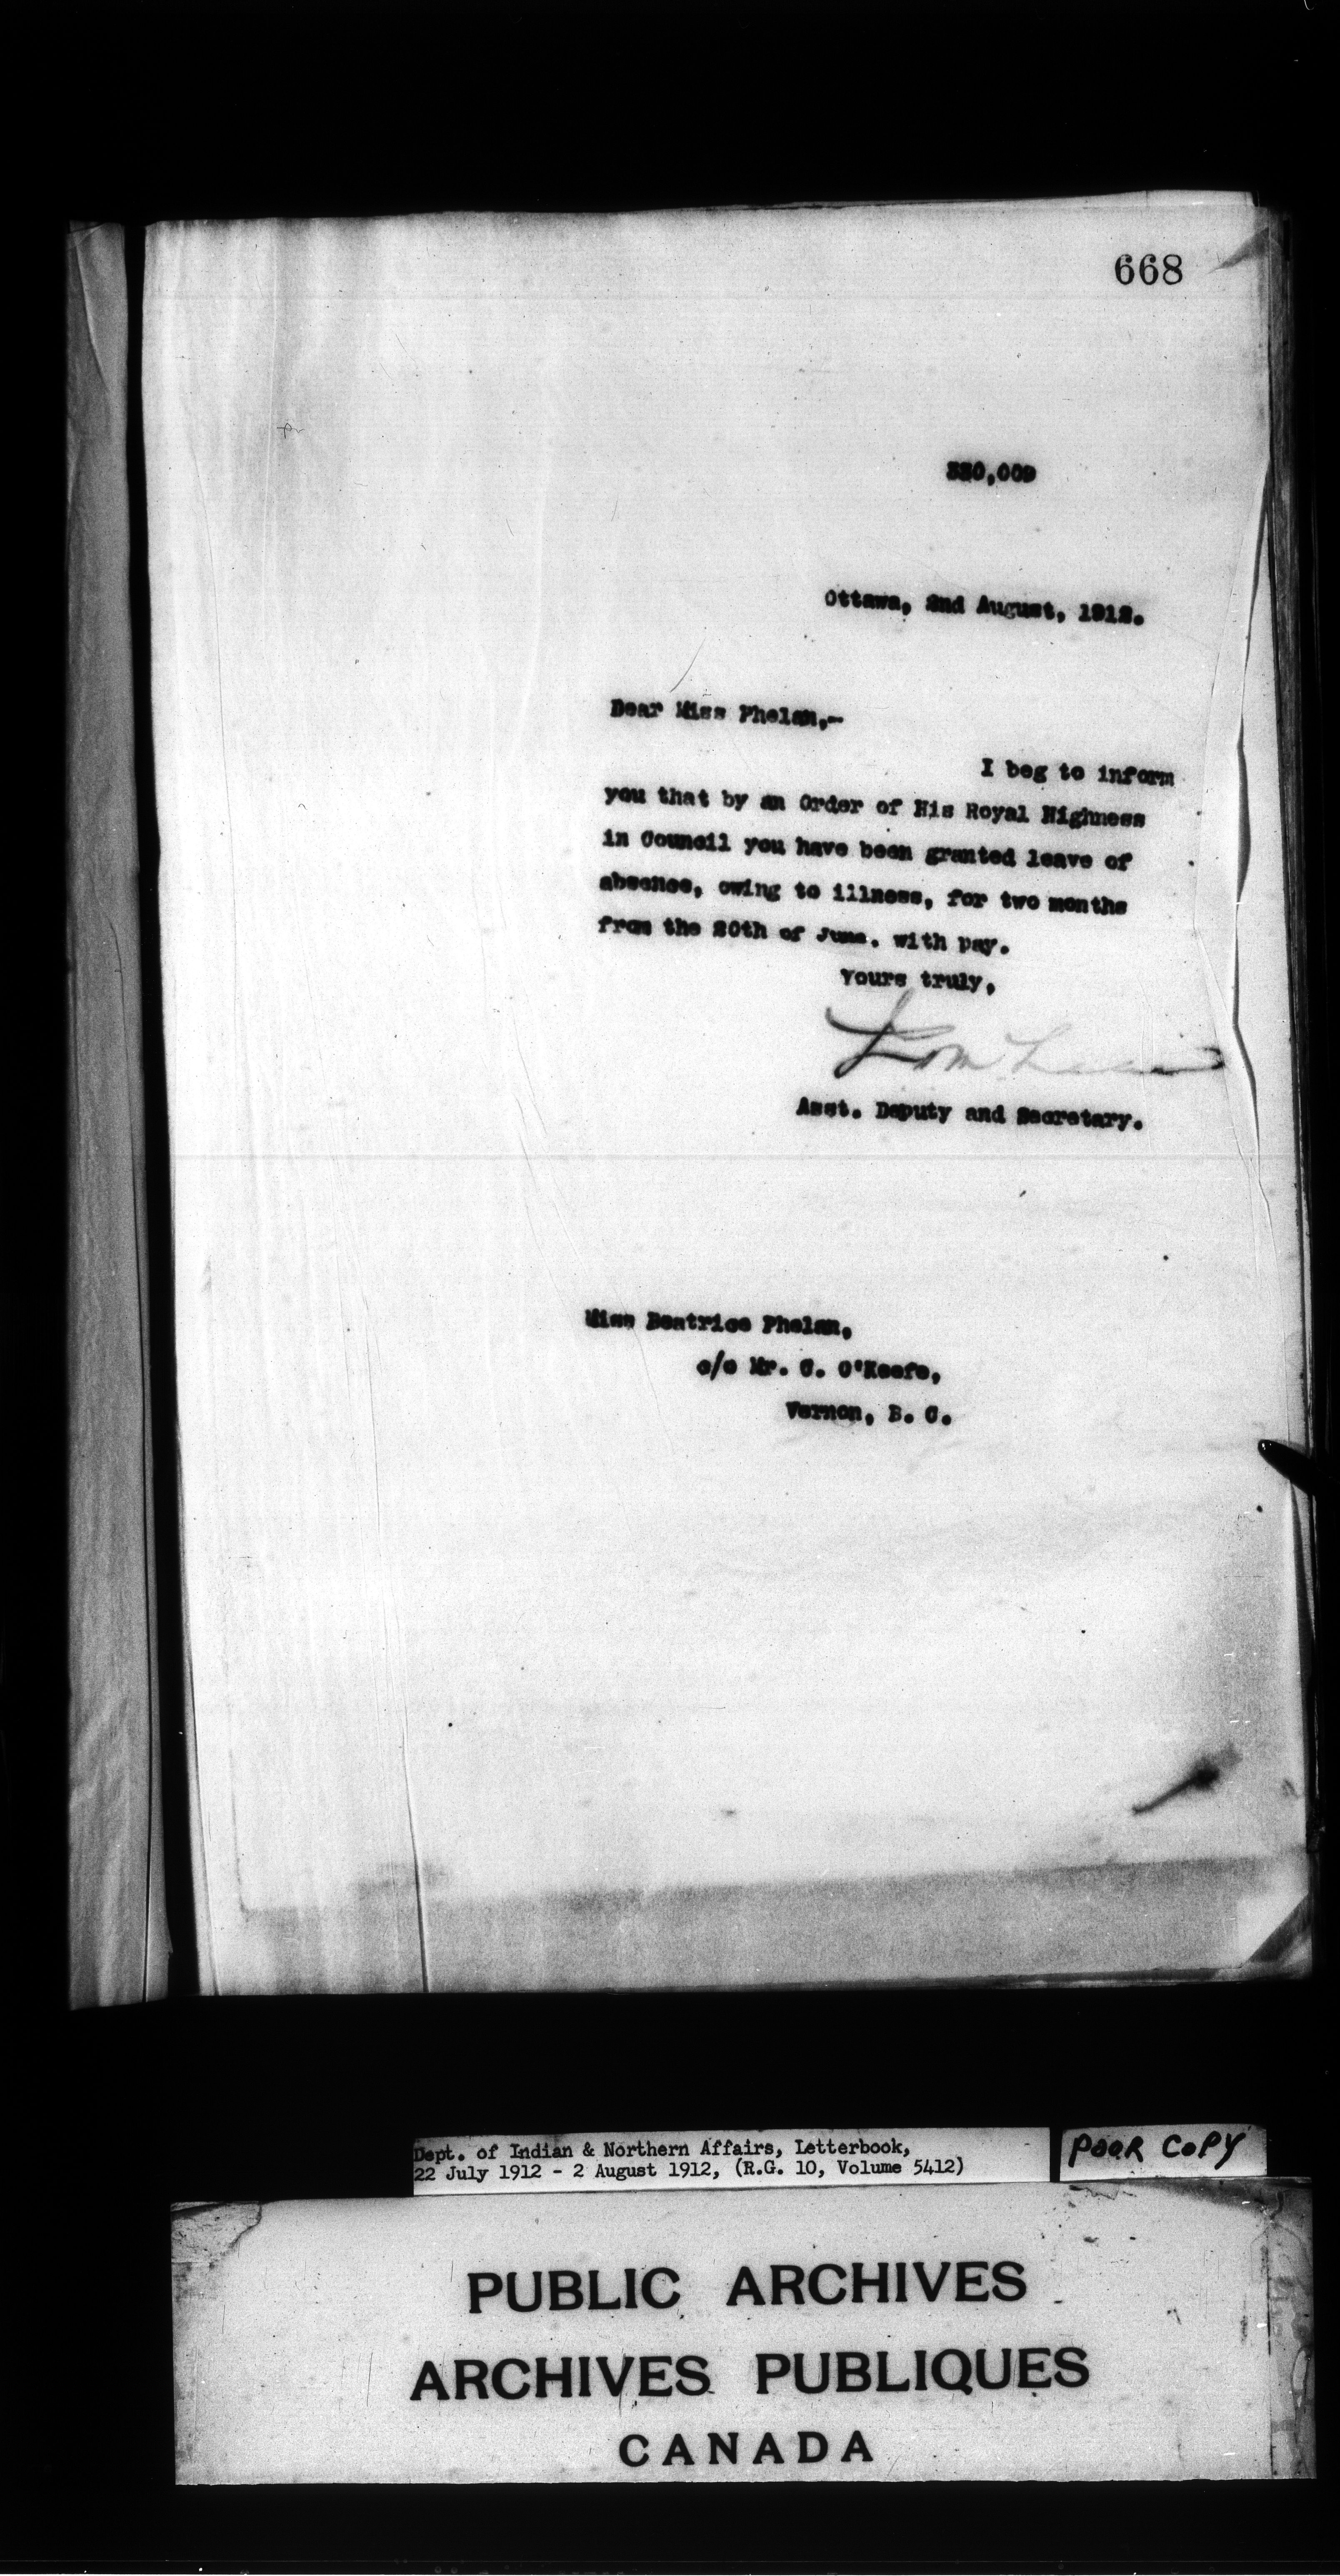 668
Ottawa, 2nd August, 1912.
Dear Miss Phelan,-
I beg to inform
you that by an Order of His Royal Highness
in Council you have been granted leave of
absence, owing to illness, for two months
from the 20th of June. with pay.
Yours truly,
Asst. Deputy and Secretary.
Miss Beatrice Phelan,
c/o Mr. C. O'Keefe,
Vernon, B. C.
Dept. of Indian & Northern Affairs, Letterbook,
22 July 1912 - 2 August 1912, (R.G. 10, Volume 5412)
POOR COPY
PUBLIC ARCHIVES
ARCHIVES PUBLIQUES
CANADA